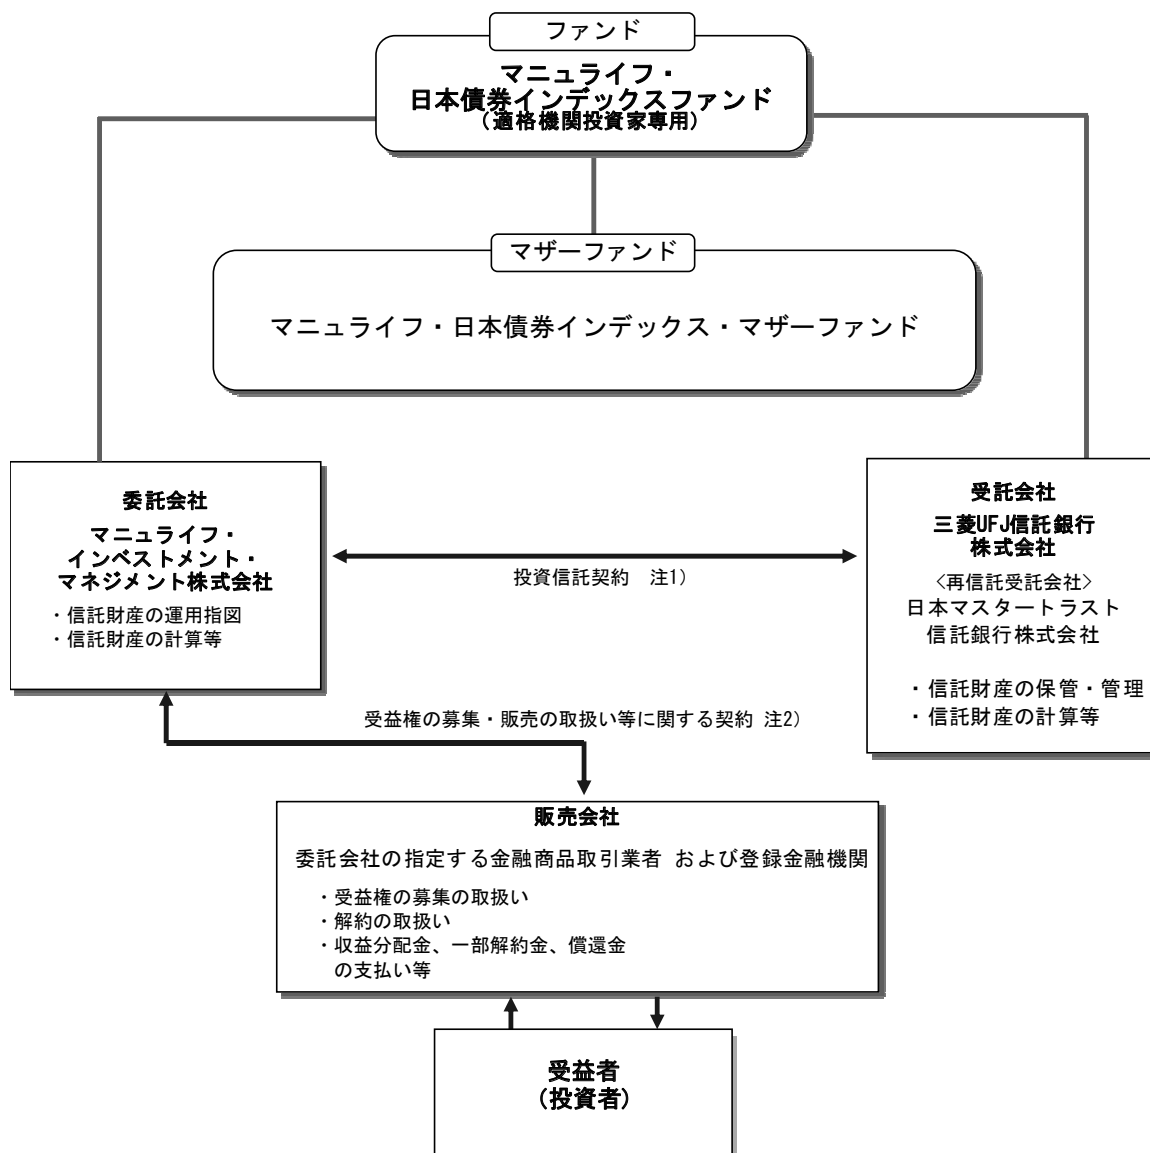 ファンド
マニュライフ・
日本債券インデックスファンド
（適格機関投資家専用）
マザーファンド
マニュライフ・日本債券インデックス・マザーファンド
委託会社
マニュライフ・
インベストメント・
マネジメント株式会社
・信託財産の運用指図
・信託財産の計算等
投資信託契約　注1）
受託会社
三菱UFJ信託銀行
株式会社
＜再信託受託会社＞
日本マスタートラスト
信託銀行株式会社
・信託財産の保管・管理
・信託財産の計算等
受益権の募集・販売の取扱い等に関する契約 注2）
販売会社
委託会社の指定する金融商品取引業者 および登録金融機関
・受益権の募集の取扱い
・解約の取扱い
・収益分配金、一部解約金、償還金
の支払い等
受益者
（投資者）